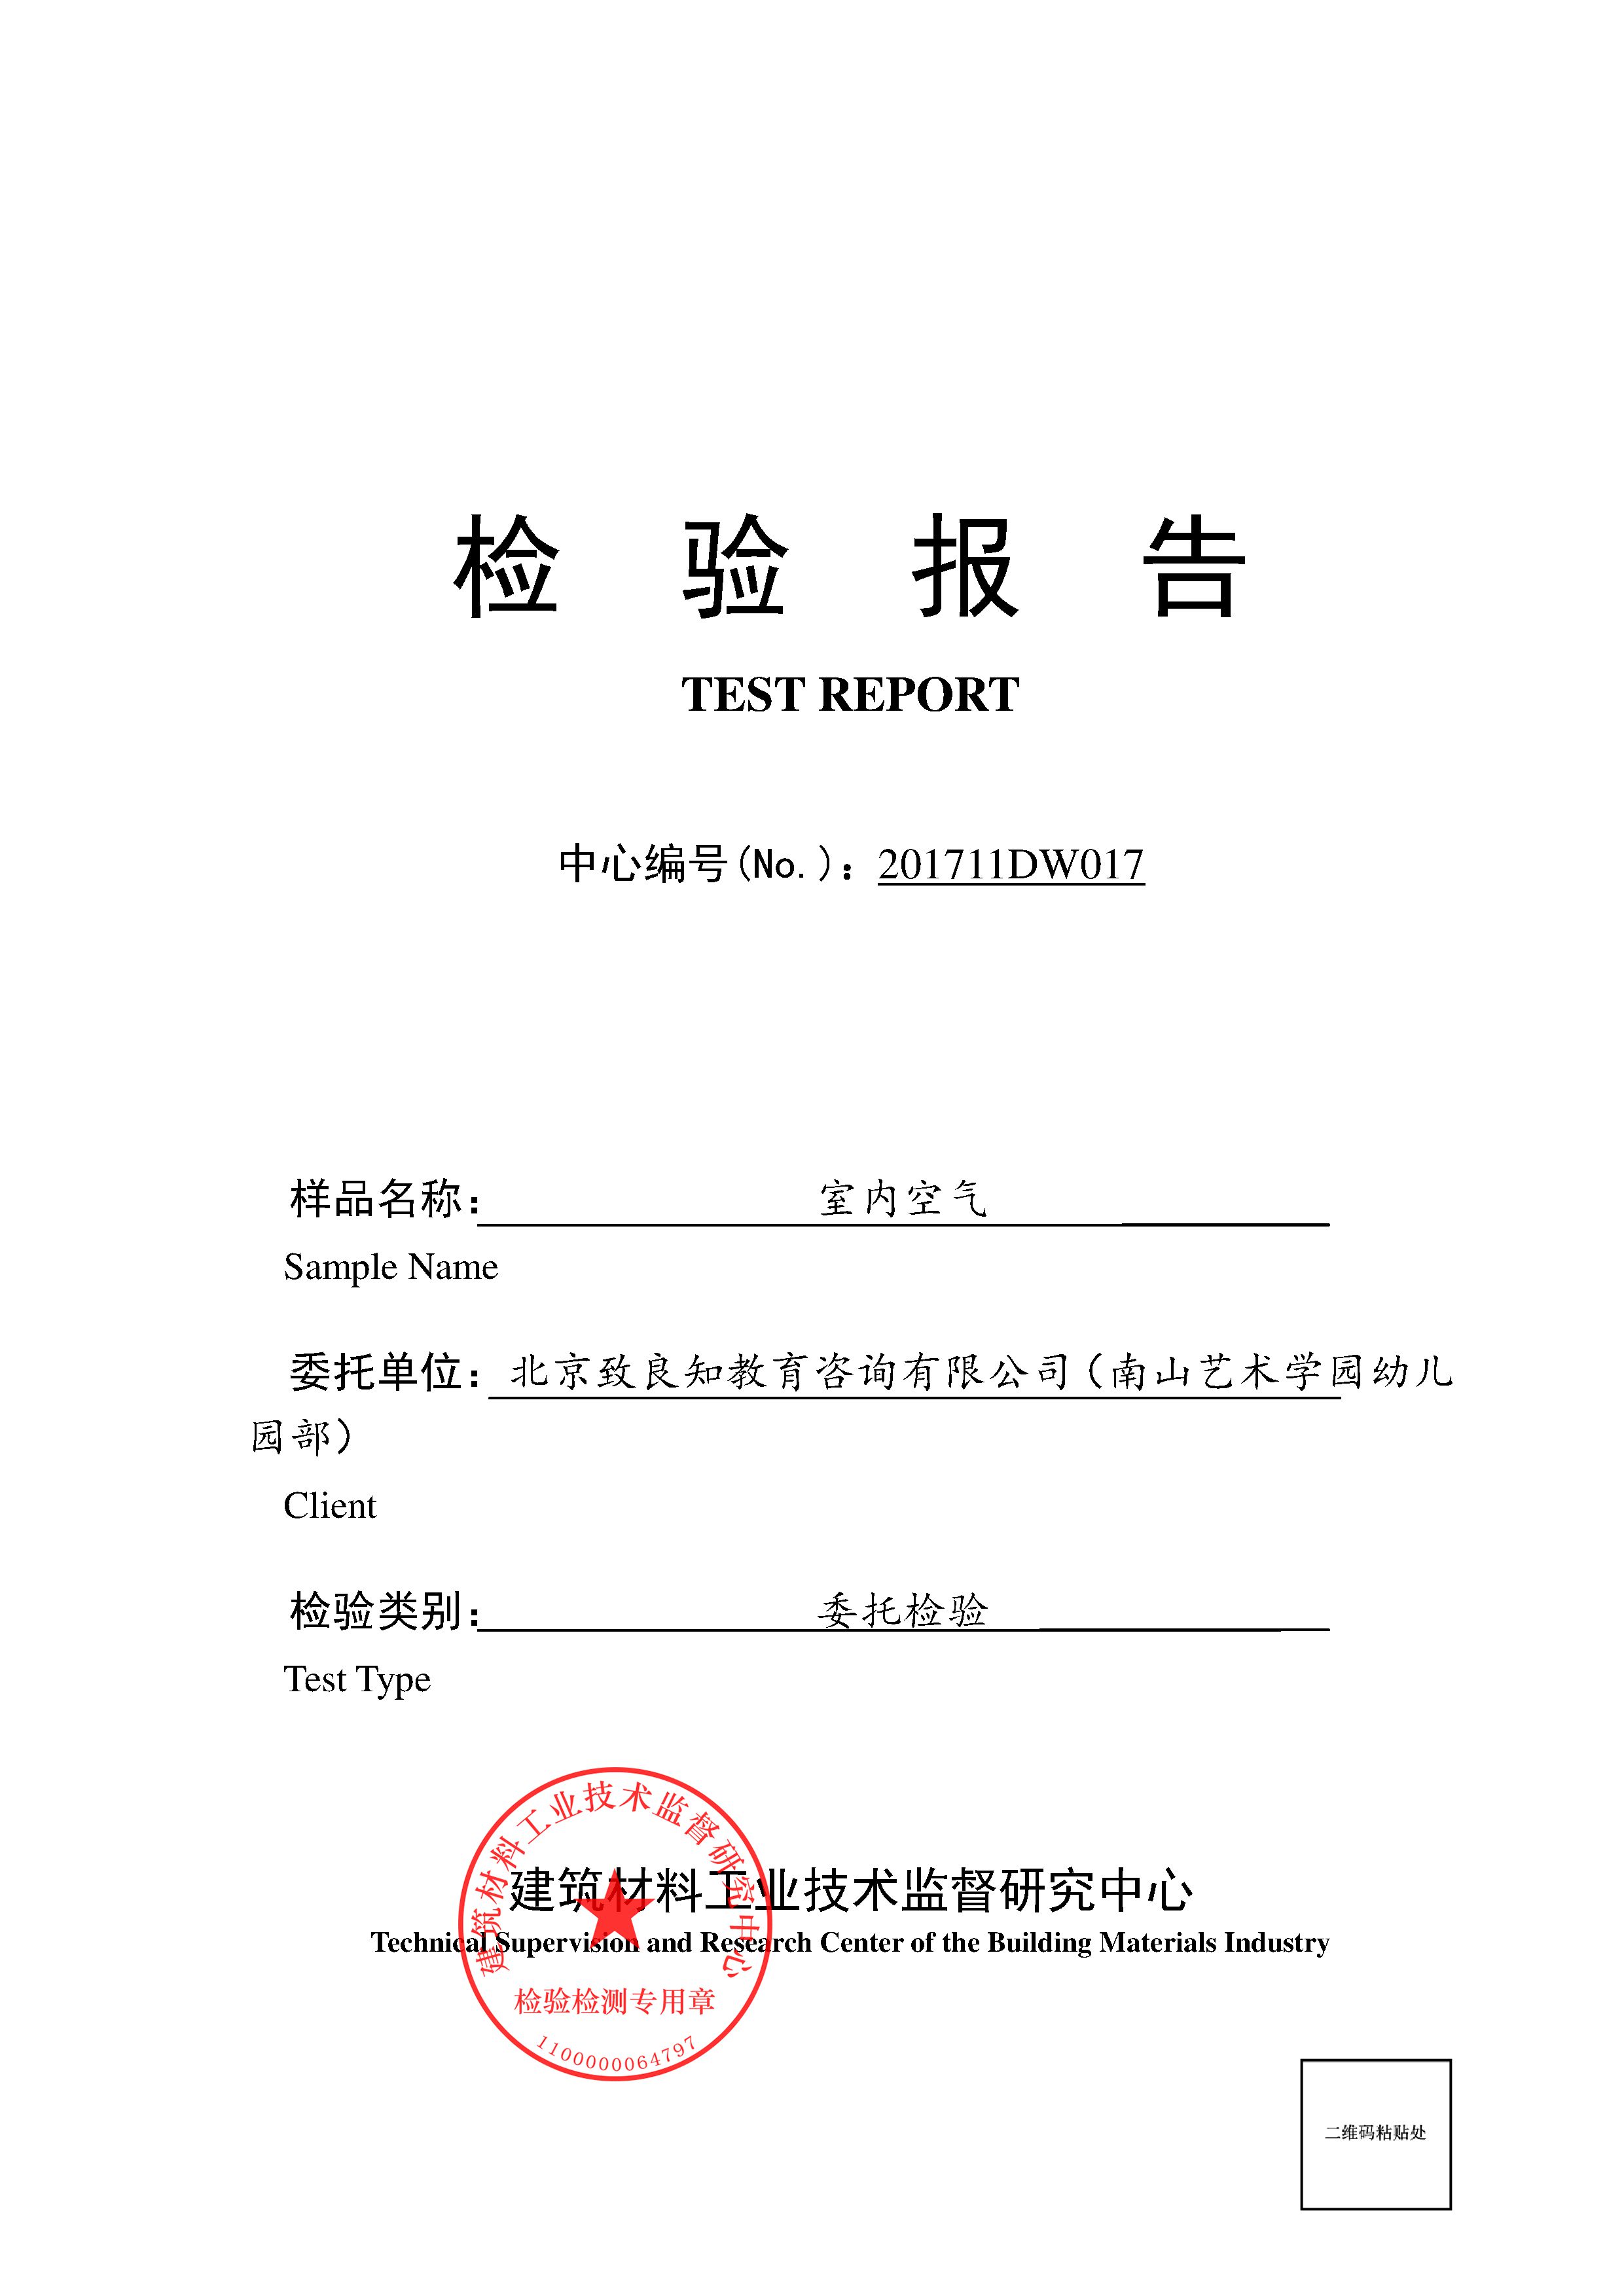 检 验 报 告
TEST REPORT
中心编号(No.)：201711DW017
样品名称：室内空气
Sample Name
委托单位：北京致良知教育咨询有限公司（南山艺术学园幼儿
园部）
Client
检验类别：委托检验
Test Type
建筑材料工业技术监督研究中心
Technical Supervision and Research Center of the Building Materials Industry
建筑材料工业技术监督研究中心
检验检测专用章
1100000064797
二维码粘贴处